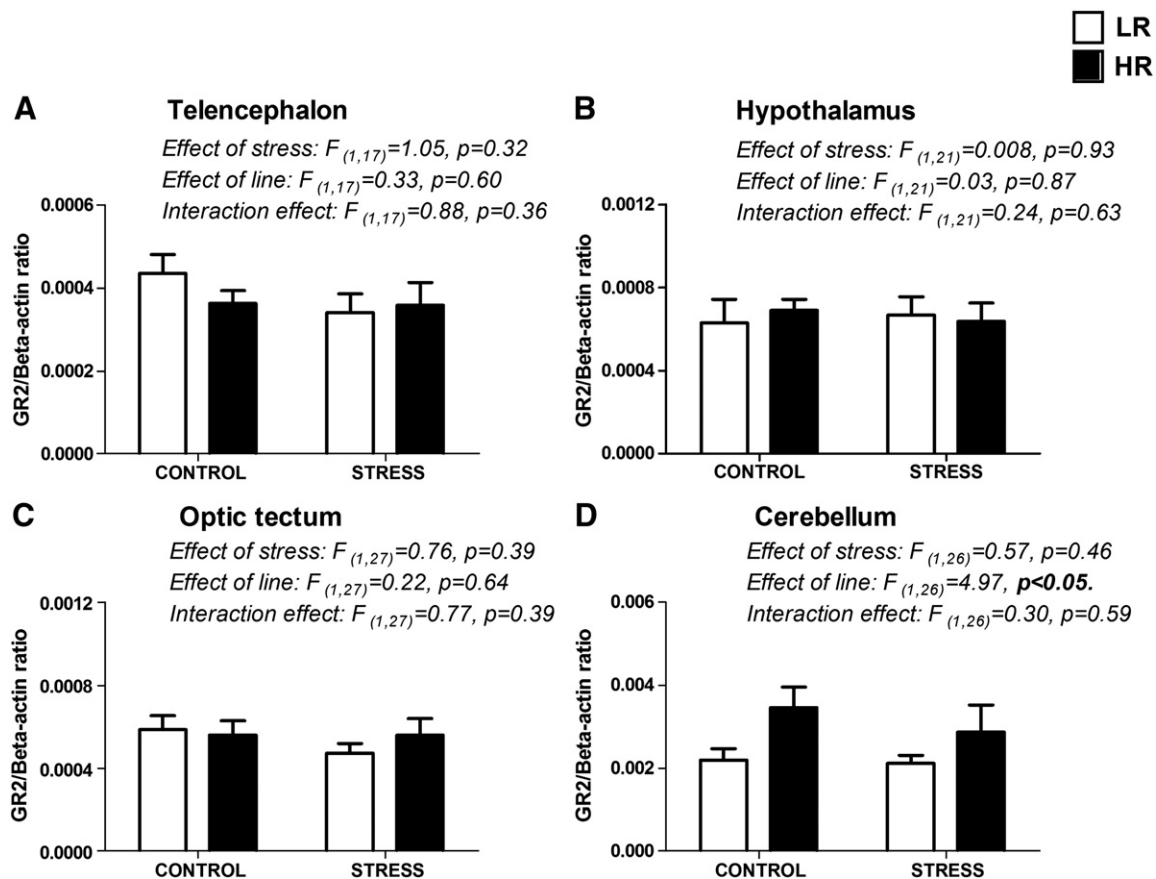 LR
HR
A Telencephalon
Effect of stress: F (1,17)=1.05, p=0.32
Effect of line: F (1,17)=0.33, p=0.60
Interaction effect: F (1,17)=0.88, p=0.36
GR2/Beta-actin ratio
0.0006
0.0004
0.0002
0.0000
CONTROL STRESS
B Hypothalamus
Effect of stress: F (1,21)=0.008, p=0.93
Effect of line: F (1,21)=0.03, p=0.87
Interaction effect: F (1,21)=0.24, p=0.63
GR2/Beta-actin ratio
0.0012
0.0008
0.0004
0.0000
CONTROL STRESS
C Optic tectum
Effect of stress: F (1,27)=0.76, p=0.39
Effect of line: F (1,27)=0.22, p=0.64
Interaction effect: F (1,27)=0.77, p=0.39
GR2/Beta-actin ratio
0.0012
0.0008
0.0004
0.0000
CONTROL STRESS
D Cerebellum
Effect of stress: F (1,26)=0.57, p=0.46
Effect of line: F (1,26)=4.97, p<0.05.
Interaction effect: F (1,26)=0.30, p=0.59
GR2/Beta-actin ratio
0.006
0.004
0.002
0.000
CONTROL STRESS